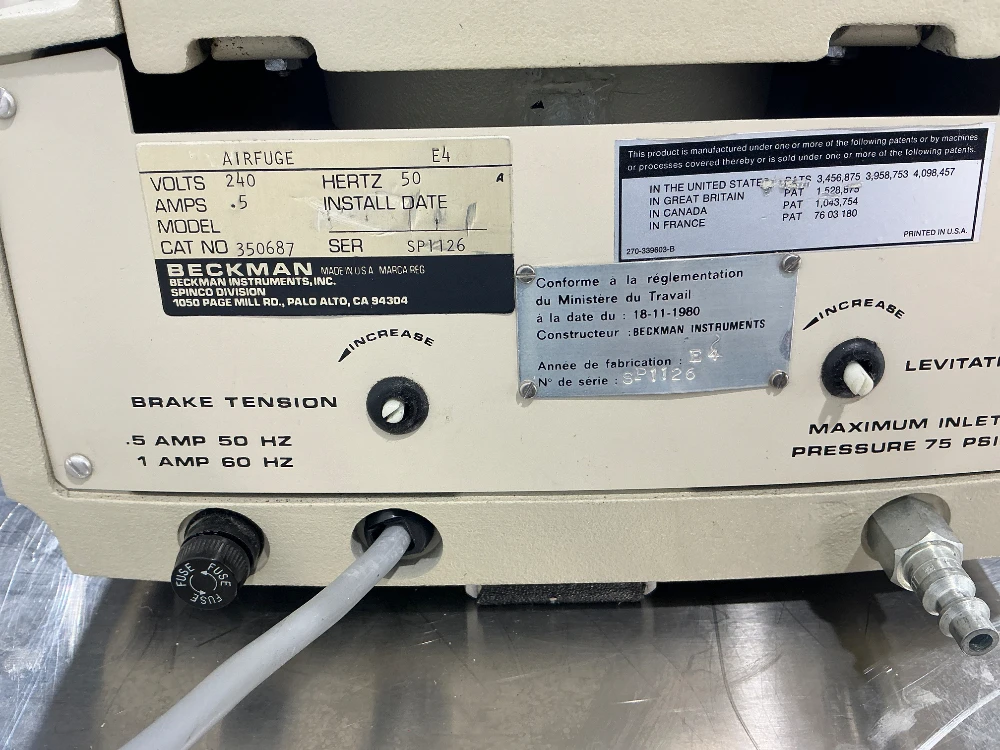 AIRFUGE E4
VOLTS 240 HERTZ 50 A
AMPS .5 INSTALL DATE
MODEL
CAT NO 350687 SER SP1126
BECKMAN MADE IN U.S.A MARCA REG
BECKMAN INSTRUMENTS, INC.
SPINCO DIVISION
1050 PAGE MILL RD., PALO ALTO, CA 94304
This product is manufactured under one or more of the following patents or by machines
or processes covered thereby or is sold under one or more of the following patents.
IN THE UNITED STATES PATS 3,456,875 3,958,753 4,098,457
IN GREAT BRITAIN PAT 1,528,875
IN CANADA PAT 1,043,754
IN FRANCE PAT 76 03 180
270-339603-B PRINTED IN U.S.A.
Conforme à la réglementation
du Ministère du Travail
à la date du : 18-11-1980
Constructeur : BECKMAN INSTRUMENTS
Année de fabrication : E4
N° de série : SP1126
INCREASE
BRAKE TENSION
.5 AMP 50 HZ
1 AMP 60 HZ
INCREASE
LEVITATI
MAXIMUM INLET
PRESSURE 75 PSI
FUSE FUSE FUSE